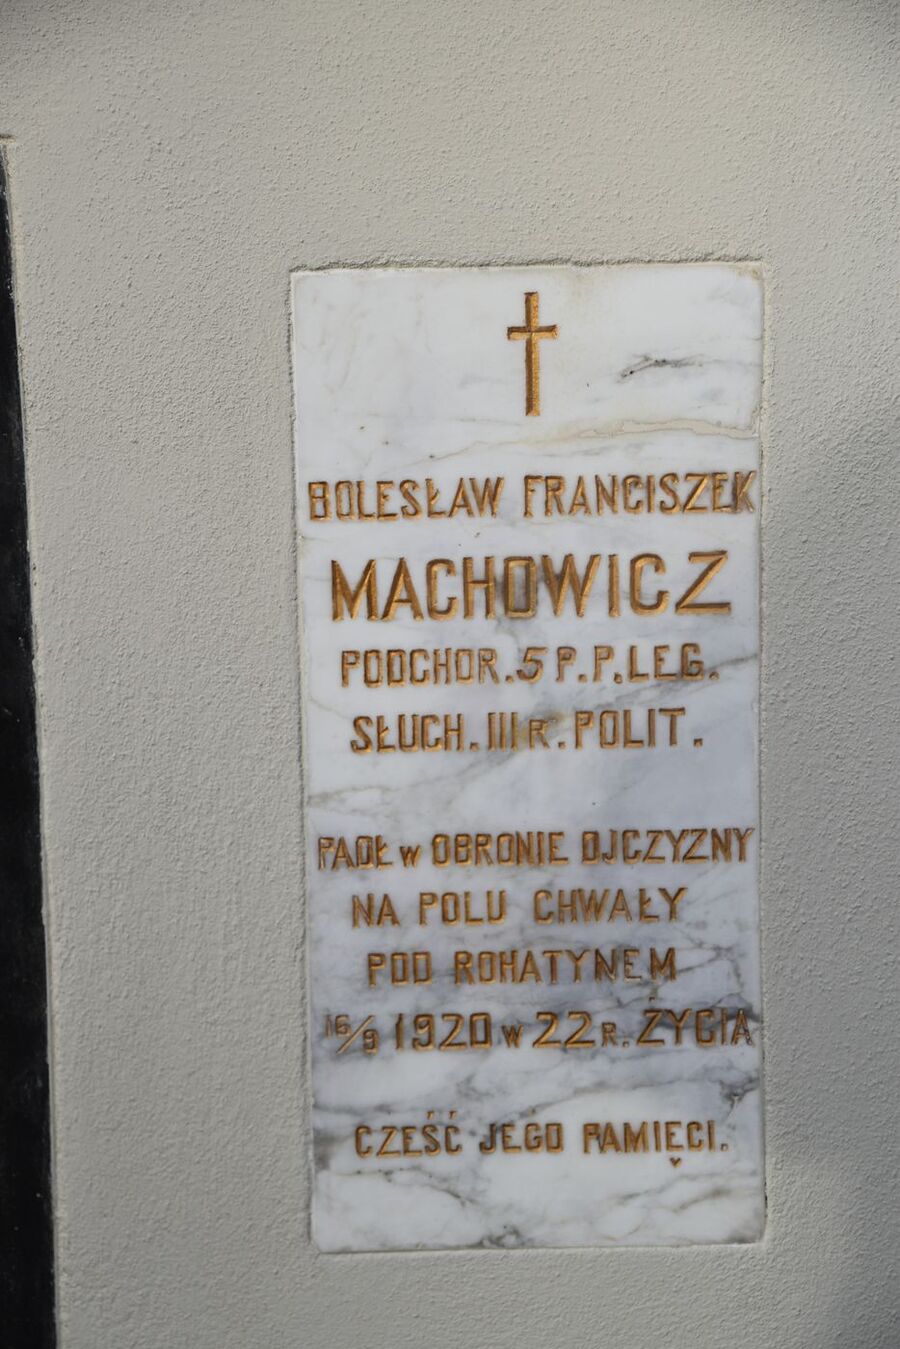 BOLESŁAW FRANCISZEK
MACHOWICZ
PODCHOR. 5 P.P. LEG.
SŁUCH. III R. POLIT.
PADŁ W OBRONIE OJCZYZNY
NA POLU CHWAŁY
POD ROHATYNEM
16/9 1920 W 22 R. ŻYCIA
CZEŚĆ JEGO PAMIĘCI.